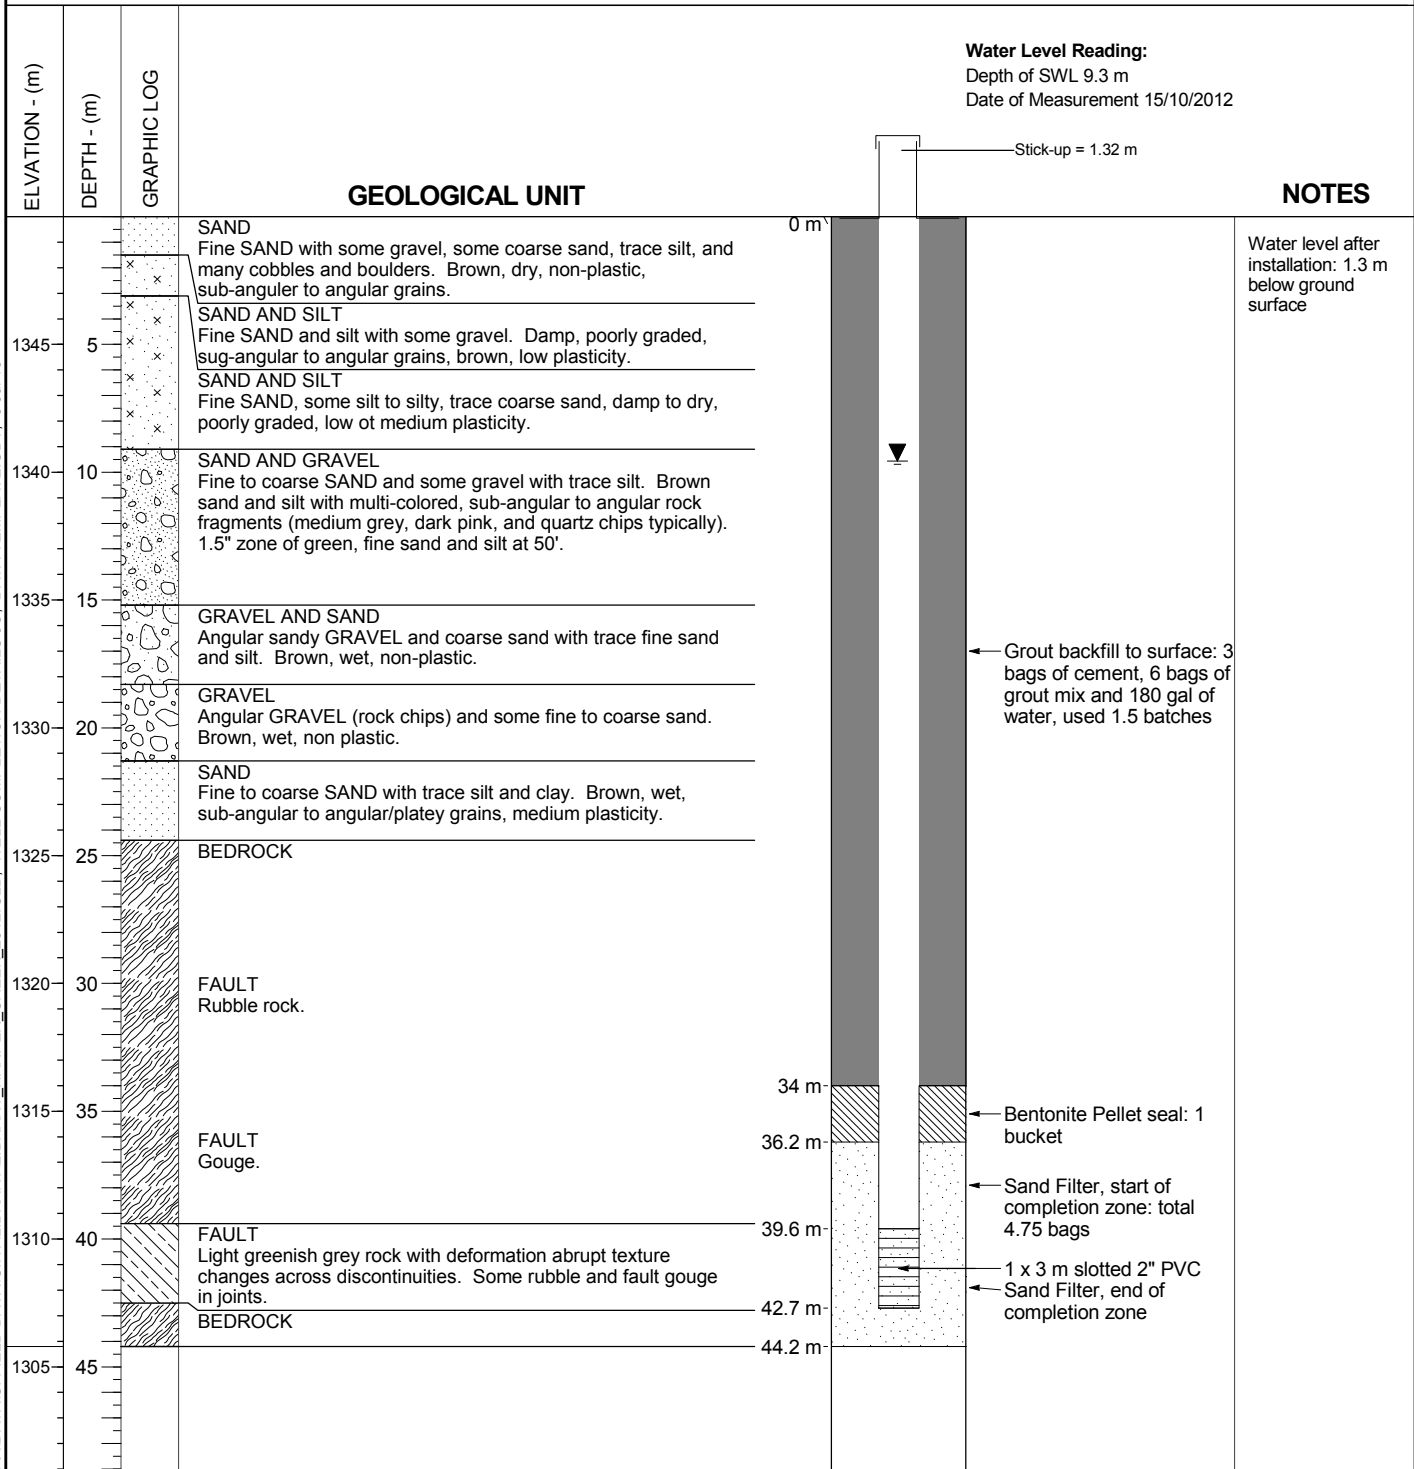 Water Level Reading:
Depth of SWL 9.3 m
Date of Measurement 15/10/2012
Stick-up = 1.32 m
ELVATION - (m)
DEPTH - (m)
GRAPHIC LOG
GEOLOGICAL UNIT
NOTES
0 m
SAND
Fine SAND with some gravel, some coarse sand, trace silt, and
many cobbles and boulders. Brown, dry, non-plastic,
sub-anguler to angular grains.
Water level after
installation: 1.3 m
below ground
surface
SAND AND SILT
Fine SAND and silt with some gravel. Damp, poorly graded,
sug-angular to angular grains, brown, low plasticity.
1345
5
SAND AND SILT
Fine SAND, some silt to silty, trace coarse sand, damp to dry,
poorly graded, low ot medium plasticity.
SAND AND GRAVEL
1340
10
Fine to coarse SAND and some gravel with trace silt. Brown
sand and silt with multi-colored, sub-angular to angular rock
fragments (medium grey, dark pink, and quartz chips typically).
1.5" zone of green, fine sand and silt at 50'.
1335
15
GRAVEL AND SAND
Angular sandy GRAVEL and coarse sand with trace fine sand
and silt. Brown, wet, non-plastic.
Grout backfill to surface: 3
bags of cement, 6 bags of
grout mix and 180 gal of
water, used 1.5 batches
GRAVEL
Angular GRAVEL (rock chips) and some fine to coarse sand.
Brown, wet, non plastic.
1330
20
SAND
Fine to coarse SAND with trace silt and clay. Brown, wet,
sub-angular to angular/platey grains, medium plasticity.
1325
25
BEDROCK
1320
30
FAULT
Rubble rock.
34 m
1315
35
Bentonite Pellet seal: 1
bucket
FAULT
Gouge.
36.2 m
Sand Filter, start of
completion zone: total
4.75 bags
39.6 m
1310
40
FAULT
Light greenish grey rock with deformation abrupt texture
changes across discontinuities. Some rubble and fault gouge
in joints.
1 x 3 m slotted 2" PVC
Sand Filter, end of
completion zone
42.7 m
BEDROCK
44.2 m
1305
45